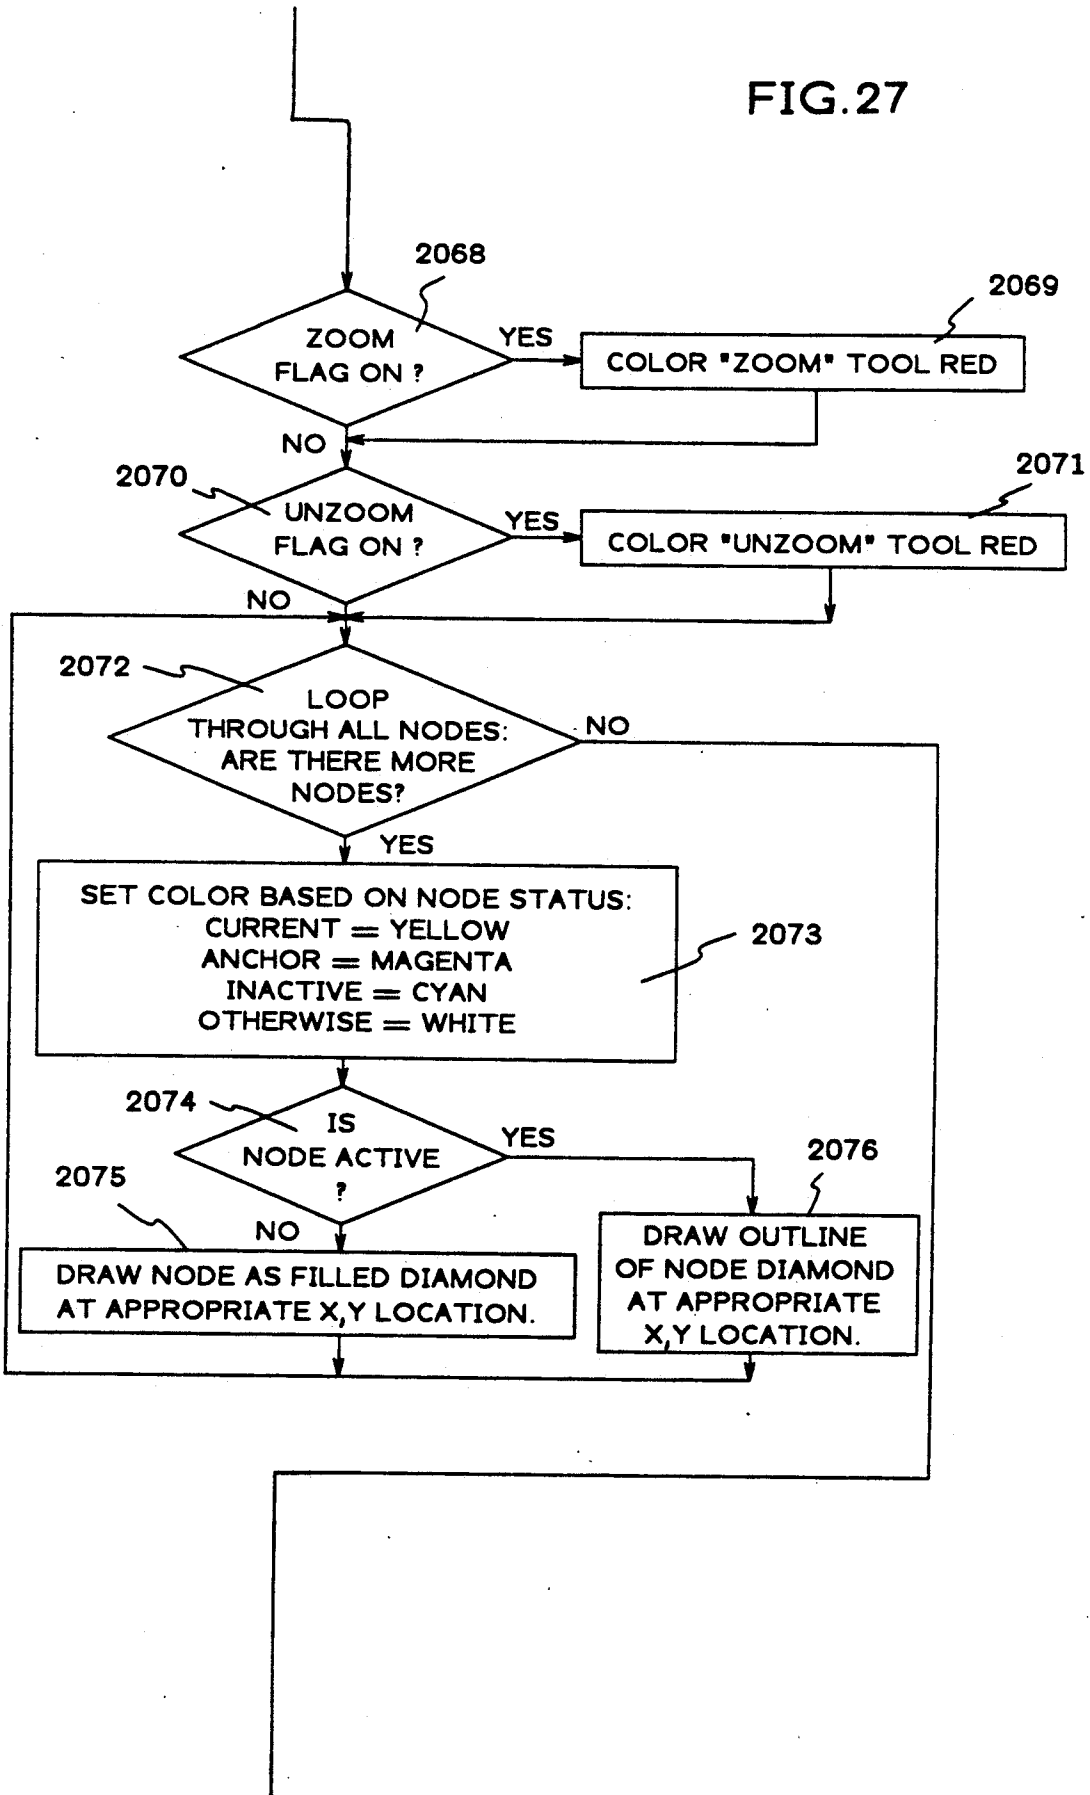 FIG.27
2068
2069
ZOOM
FLAG ON ?
YES
COLOR "ZOOM" TOOL RED
NO
2070
2071
UNZOOM
FLAG ON ?
YES
COLOR "UNZOOM" TOOL RED
NO
2072
LOOP
THROUGH ALL NODES:
ARE THERE MORE
NODES?
NO
YES
SET COLOR BASED ON NODE STATUS:
CURRENT = YELLOW
ANCHOR = MAGENTA
INACTIVE = CYAN
OTHERWISE = WHITE
2073
2074
IS
NODE ACTIVE
?
YES
2075
2076
NO
DRAW NODE AS FILLED DIAMOND
AT APPROPRIATE X,Y LOCATION.
DRAW OUTLINE
OF NODE DIAMOND
AT APPROPRIATE
X,Y LOCATION.